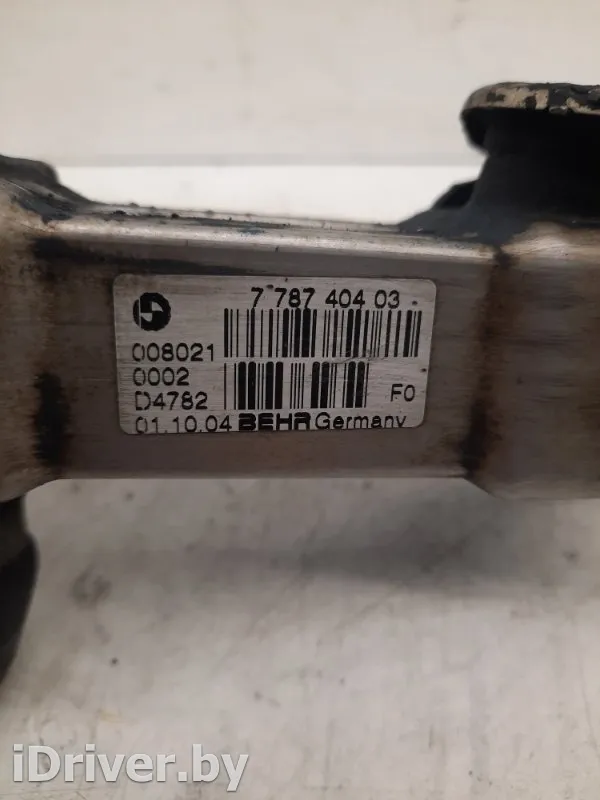 7 787 404 03
008021
0002
D4782
F0
01.10.04 BEHR Germany
iDriver.by